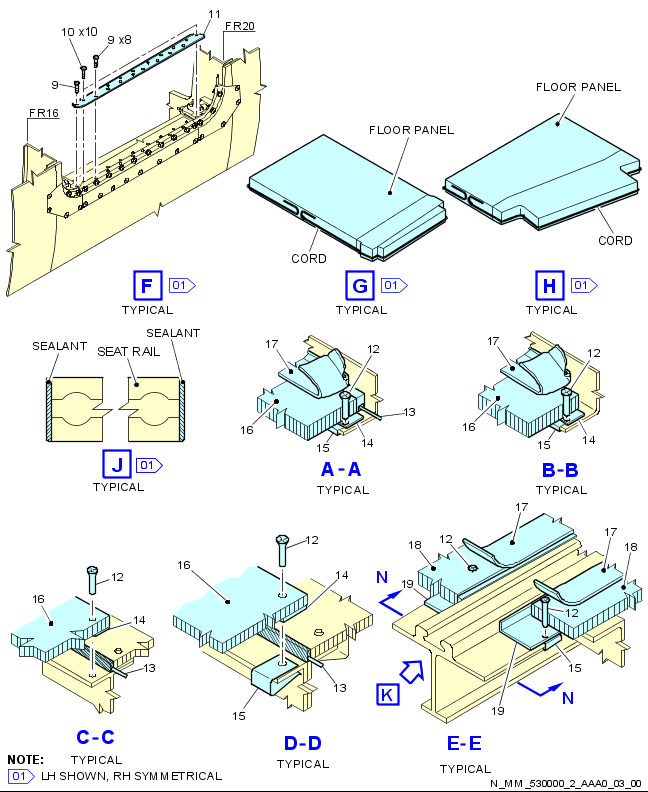 11
9 x8
10 x10
FR20
9
FR16
F 01
TYPICAL
FLOOR PANEL
CORD
G 01
TYPICAL
FLOOR PANEL
CORD
H 01
TYPICAL
SEALANT
SEAT RAIL
SEALANT
J 01
TYPICAL
17
12
16
13
14
15
A-A
TYPICAL
17
12
16
14
15
B-B
TYPICAL
12
16
14
13
C-C
TYPICAL
12
16
14
13
15
D-D
TYPICAL
17
12
18
17
18
19
N
12
15
K
19
N
E-E
TYPICAL
NOTE:
01 LH SHOWN, RH SYMMETRICAL
N_MM_530000_2_AAA0_03_00